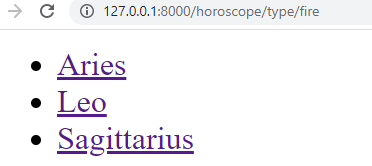 127.0.0.1:8000/horoscope/type/fire
Aries
Leo
Sagittarius